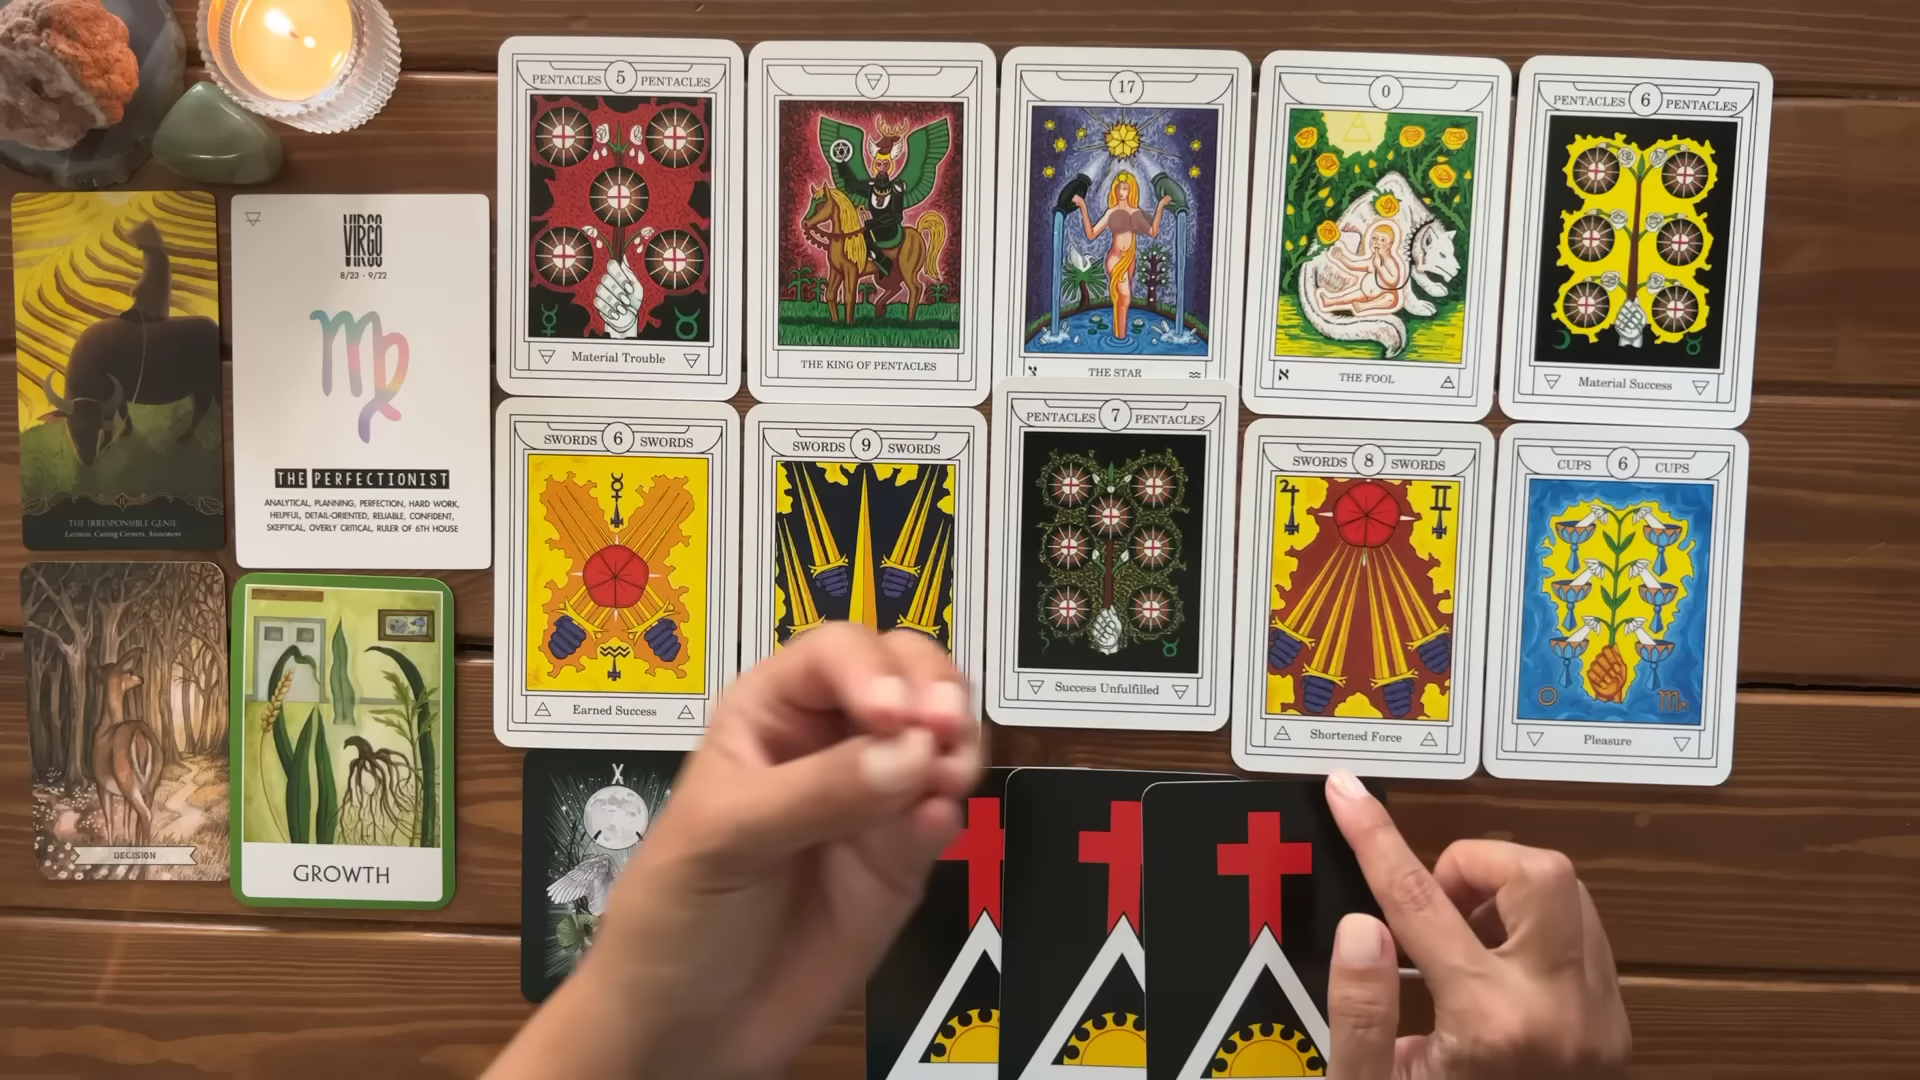 PENTACLES 5 PENTACLES
Material Trouble
THE KING OF PENTACLES
17
THE STAR
0
THE FOOL
PENTACLES 6 PENTACLES
Material Success
VIRGO
8/23 - 9/22
THE PERFECTIONIST
ANALYTICAL, PLANNING, PERFECTION, HARD WORK,
HELPFUL, DETAIL-ORIENTED, RELIABLE, CONFIDENT,
SKEPTICAL, OVERLY CRITICAL, RULER OF 6TH HOUSE
II
THE IRRESPONSIBLE GENIE
Laziness. Cutting Corners. Atonement
SWORDS 6 SWORDS
Earned Success
SWORDS 9 SWORDS
PENTACLES 7 PENTACLES
Success Unfulfilled
SWORDS 8 SWORDS
Shortened Force
CUPS 6 CUPS
Pleasure
DECISION
GROWTH
X